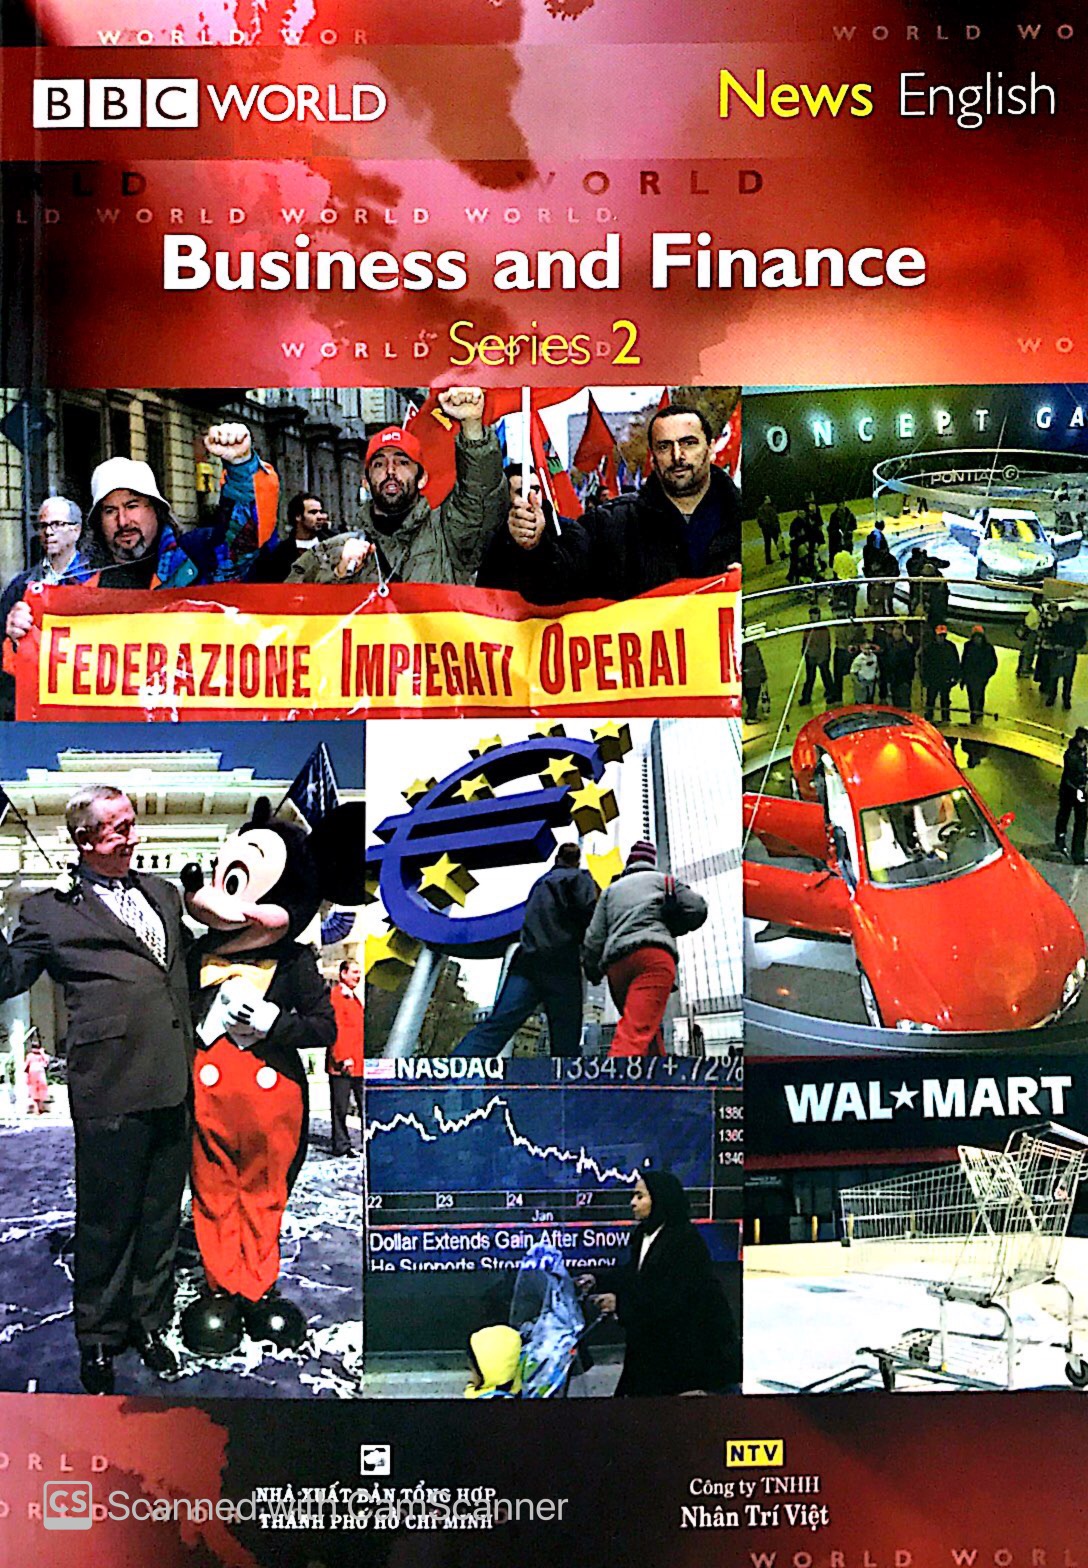 WORLD WOR
WORLD WO
BBC WORLD
News English
LD
WORLD
LD WORLD WORLD WORLD
Business and Finance
WORLD
Series 2
WO
ONCEPT GA
PONTIAC
FEDERAZIONE IMPIEGATI OPERAI
NASDAQ 1334.87+.72%
1380
1360
1340
22 23 24 27
Jan
Dollar Extends Gain After Snow
He Supports Strong Currency
WAL★MART
ORLD
NTV
NHÀ XUẤT BẢN TỔNG HỢP
THÀNH PHỐ HỒ CHÍ MINH
Công ty TNHH
Nhân Trí Việt
CS Scanned with CamScanner
WORLD WOR